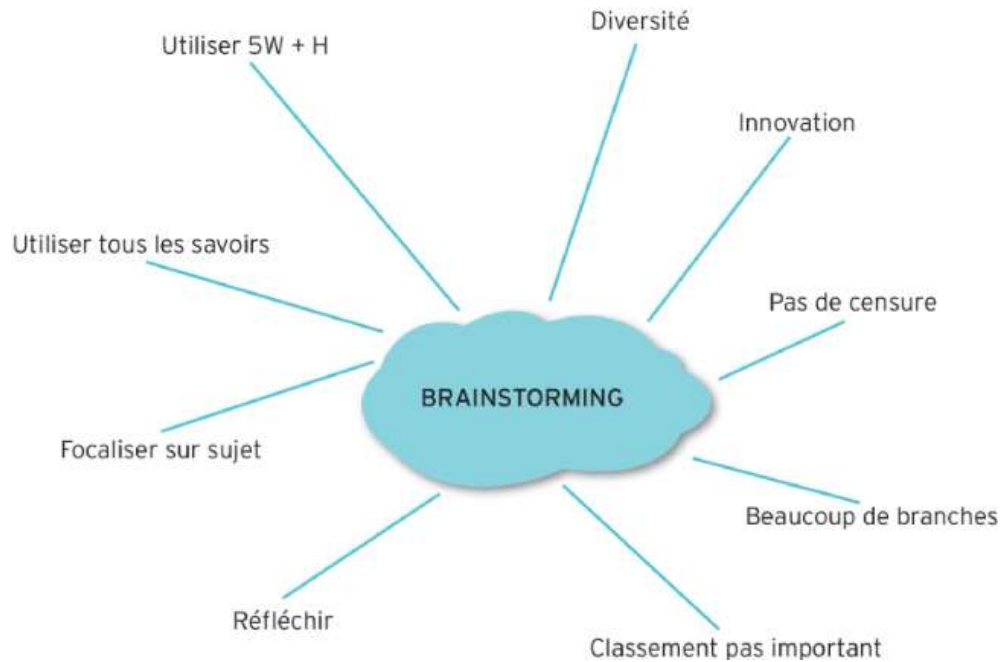 Diversité
Utiliser 5W + H
Innovation
Utiliser tous les savoirs
Pas de censure
BRAINSTORMING
Focaliser sur sujet
Beaucoup de branches
Réfléchir
Classement pas important